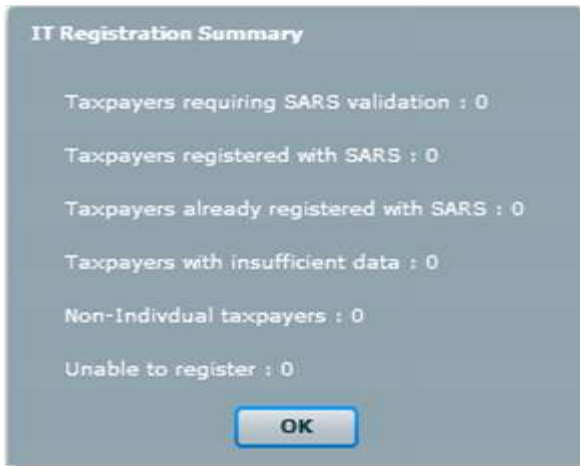 IT Registration Summary
Taxpayers requiring SARS validation : 0
Taxpayers registered with SARS : 0
Taxpayers already registered with SARS : 0
Taxpayers with insufficient data : 0
Non-Indivdual taxpayers : 0
Unable to register : 0
OK